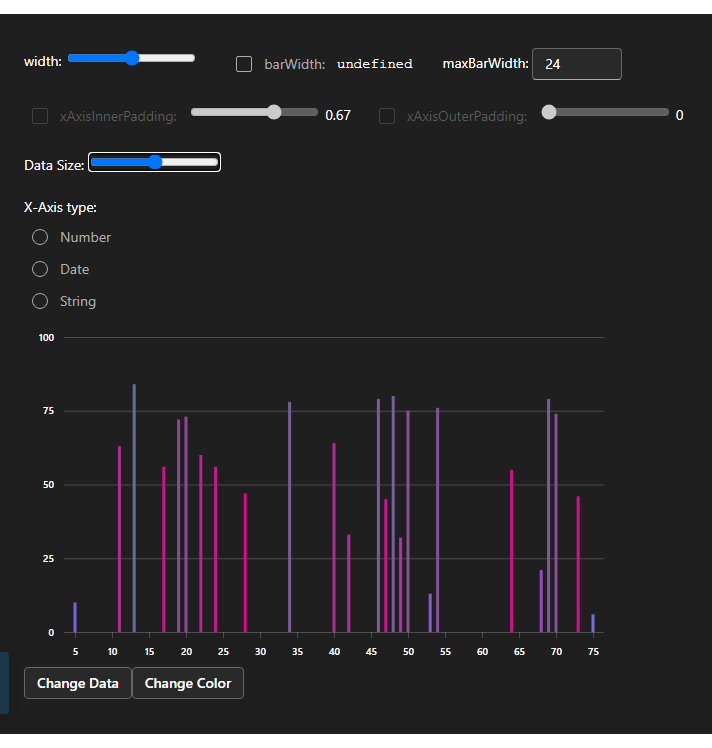 width: barWidth: undefined maxBarWidth: 24
xAxisInnerPadding: 0.67 xAxisOuterPadding: 0
Data Size:
X-Axis type:
Number
Date
String
100
75
50
25
0
5 10 15 20 25 30 35 40 45 50 55 60 65 70 75
Change Data Change Color